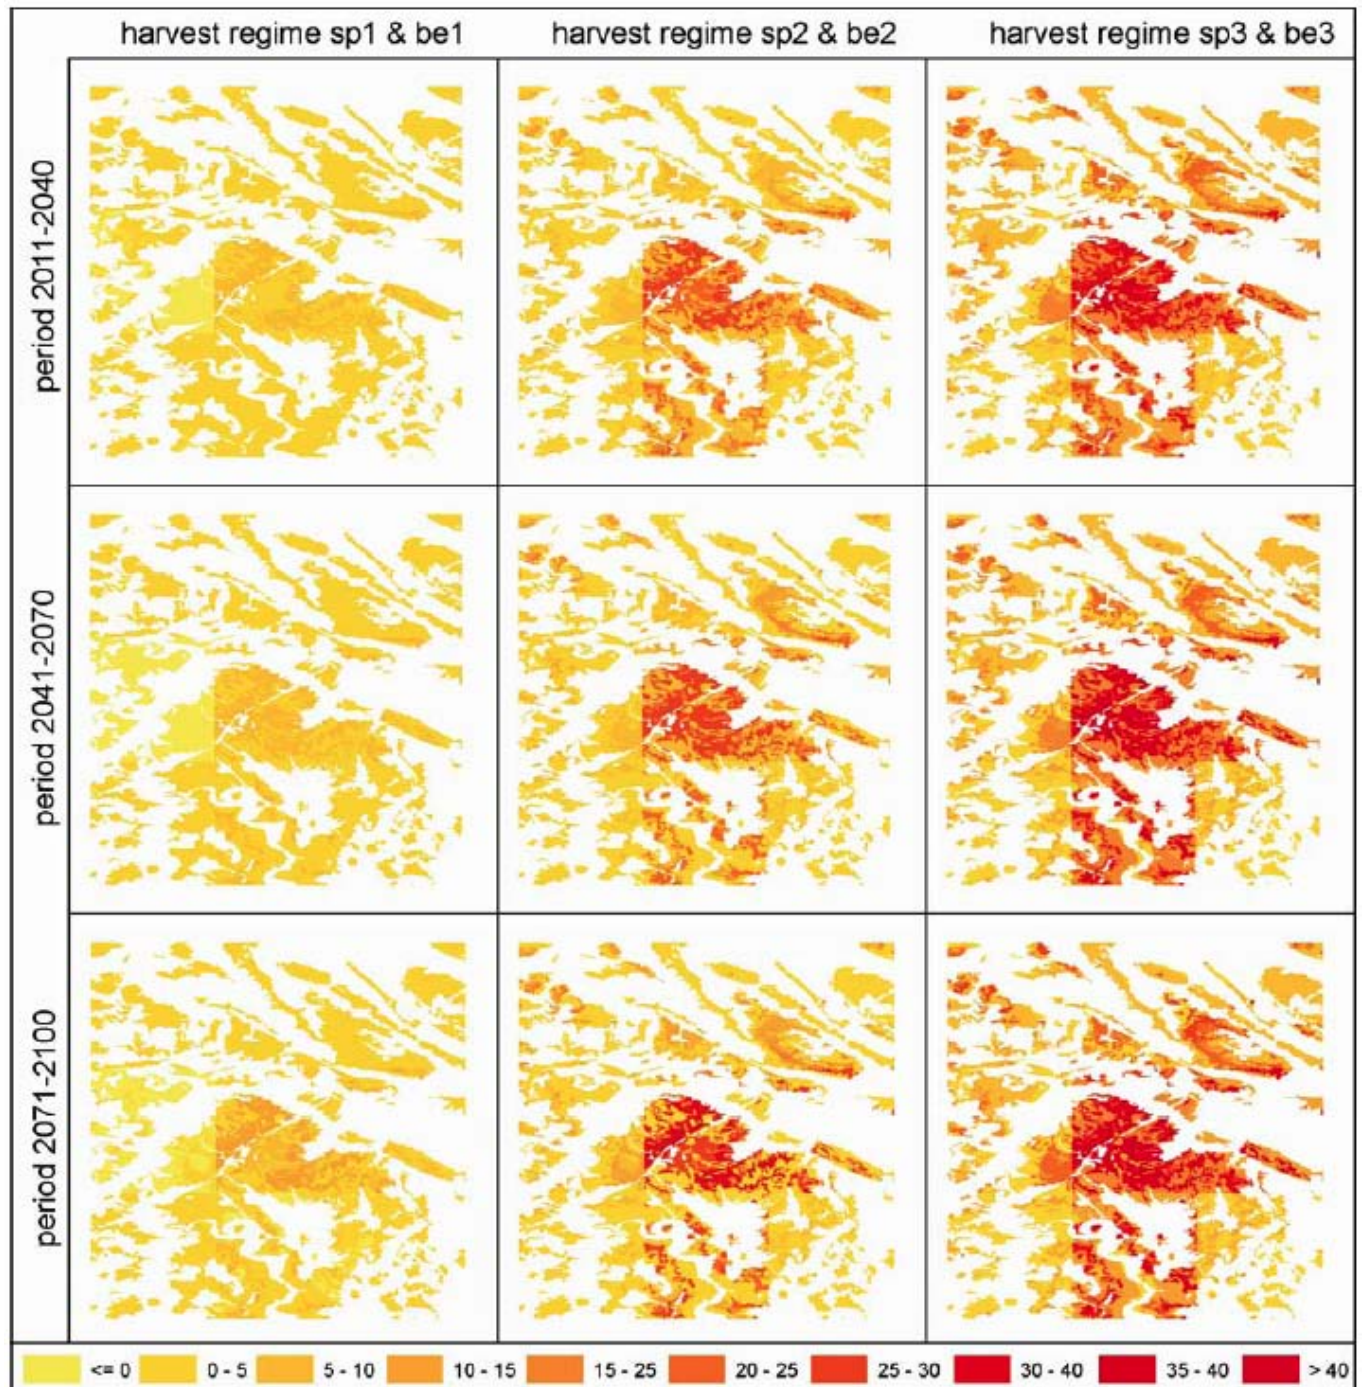 harvest regime sp1 & be1 harvest regime sp2 & be2 harvest regime sp3 & be3
period 2011-2040
period 2041-2070
period 2071-2100
<= 0 0 - 5 5 - 10 10 - 15 15 - 25 20 - 25 25 - 30 30 - 40 35 - 40 > 40